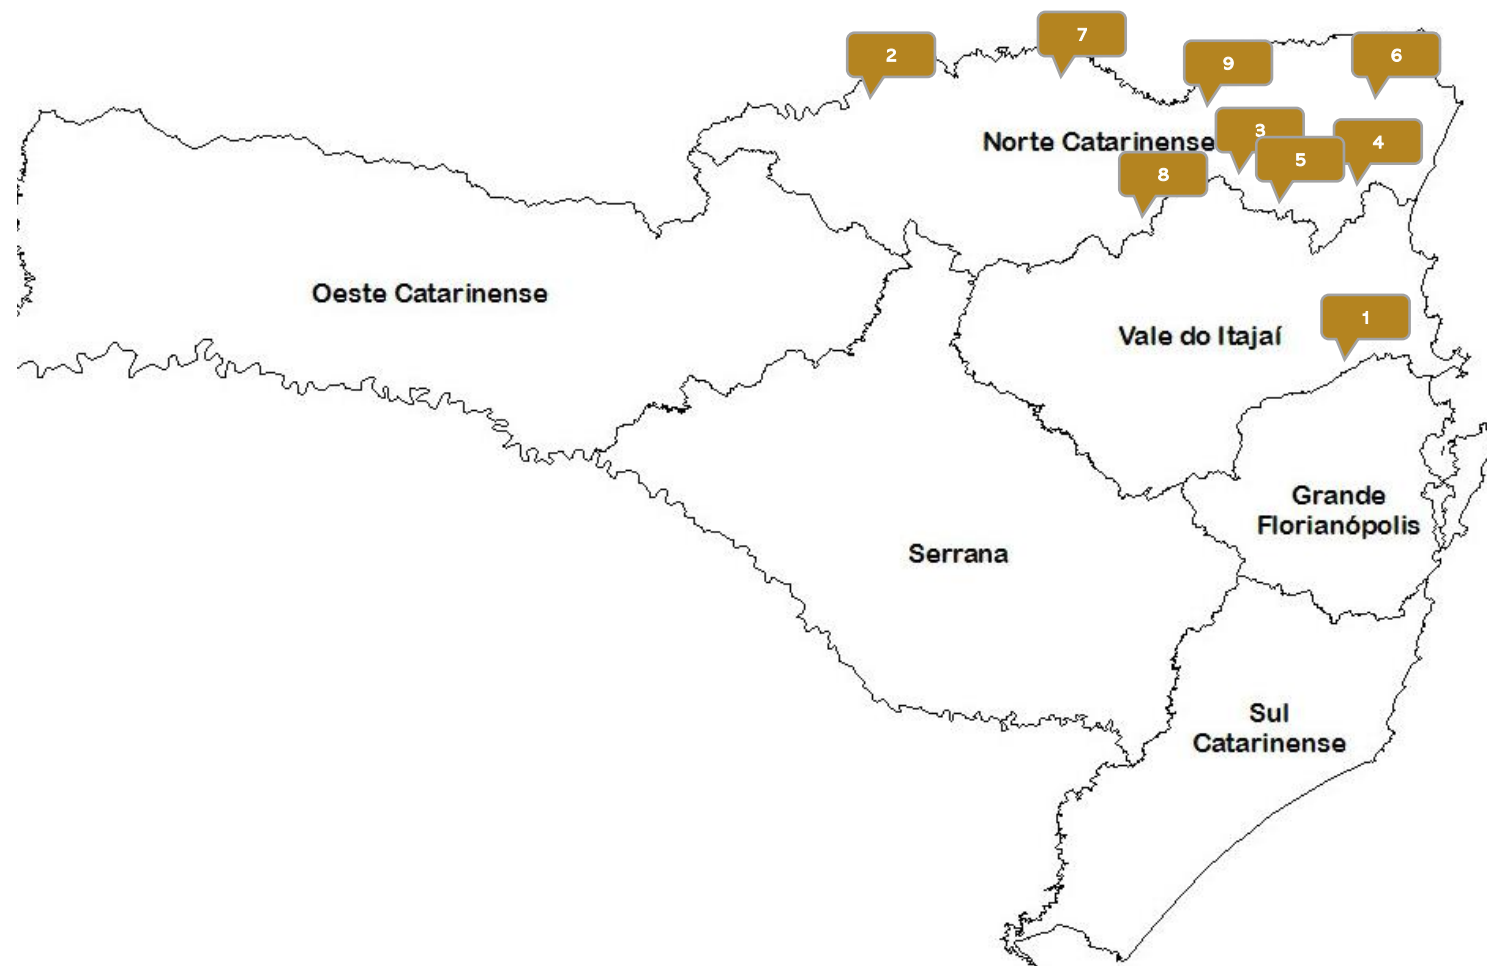 7
2
9
6
3
4
Norte Catarinense
5
8
Oeste Catarinense
1
Vale do Itajaí
Grande
Florianópolis
Serrana
Sul
Catarinense